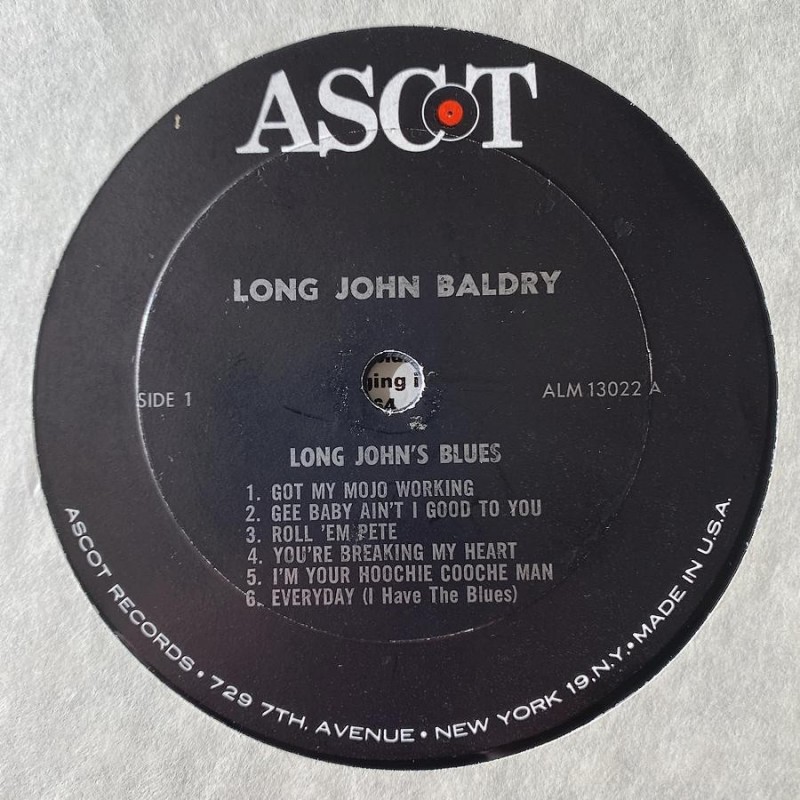 ASCOT
LONG JOHN BALDRY
ging i
64
SIDE 1
ALM 13022 A
LONG JOHN'S BLUES
1. GOT MY MOJO WORKING
2. GEE BABY AIN'T I GOOD TO YOU
3. ROLL 'EM PETE
4. YOU'RE BREAKING MY HEART
5. I'M YOUR HOOCHIE COOCHE MAN
6. EVERYDAY (I Have The Blues)
ASCOT RECORDS • 729 7TH. AVENUE • NEW YORK 19, N.Y. • MADE IN U.S.A.